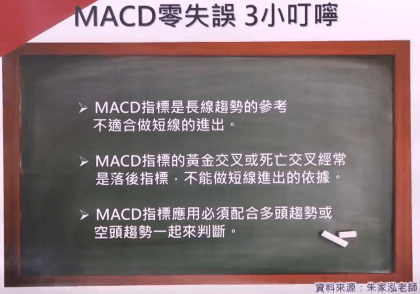 MACD零失誤 3小叮嚀
➢ MACD指標是長線趨勢的參考
不適合做短線的進出。
➢ MACD指標的黃金交叉或死亡交叉經常
是落後指標，不能做短線進出的依據。
➢ MACD指標應用必須配合多頭趨勢或
空頭趨勢一起來判斷。
資料來源：朱家泓老師